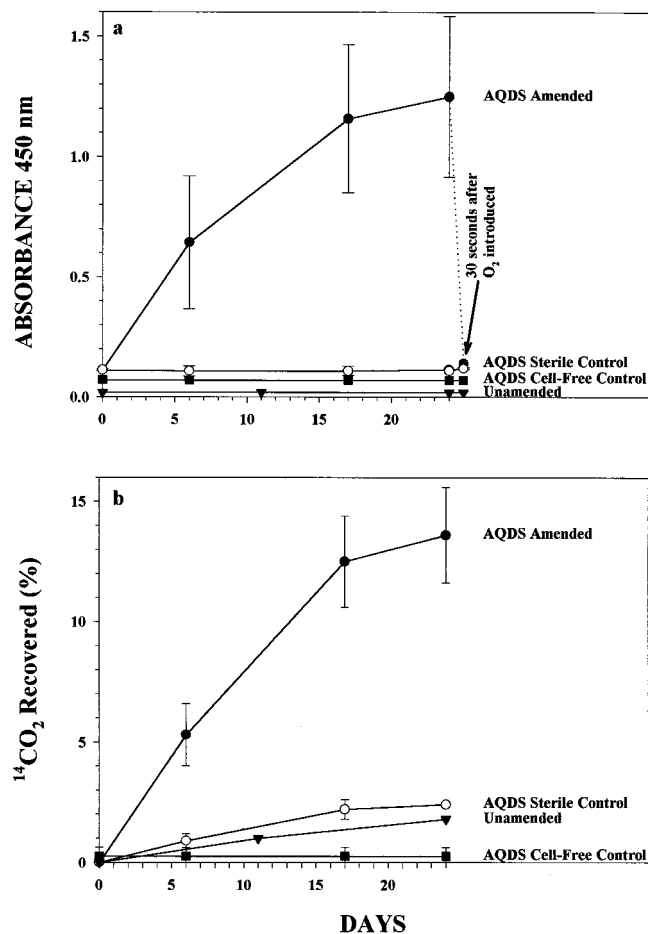 a
1.5
1.0
0.5
0.0
ABSORBANCE 450 nm
AQDS Amended
30 seconds after
O₂ introduced
AQDS Sterile Control
AQDS Cell-Free Control
Unamended
0 5 10 15 20
b
15
10
5
0
¹⁴CO₂ Recovered (%)
AQDS Amended
AQDS Sterile Control
Unamended
AQDS Cell-Free Control
0 5 10 15 20
DAYS